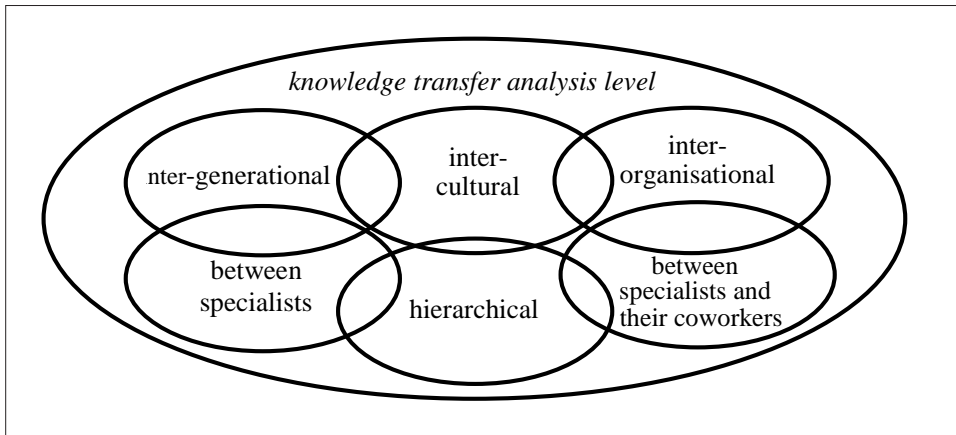 knowledge transfer analysis level
nter-generational
inter-
cultural
inter-
organisational
between
specialists
hierarchical
between
specialists and
their coworkers